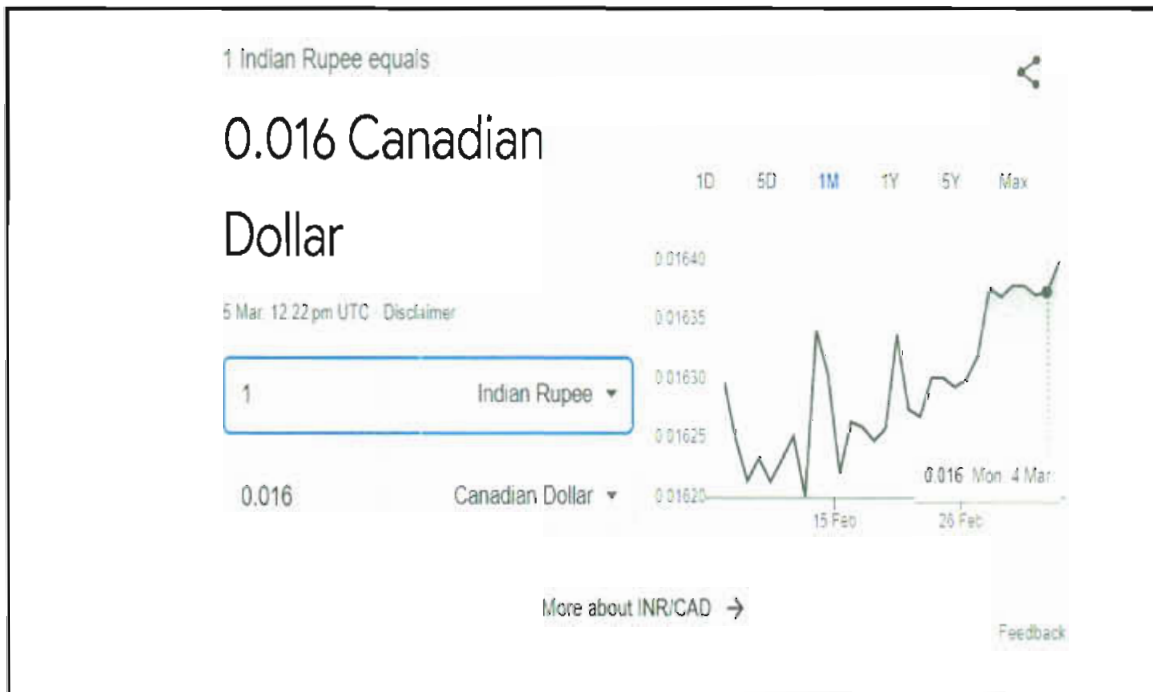 1 Indian Rupee equals
0.016 Canadian
Dollar
5 Mar, 12:22 pm UTC · Disclaimer
1 Indian Rupee
0.016 Canadian Dollar
1D 5D 1M 1Y 5Y Max
0.01640
0.01635
0.01630
0.01625
0.01620
0.016 Mon, 4 Mar
15 Feb 26 Feb
More about INR/CAD
Feedback